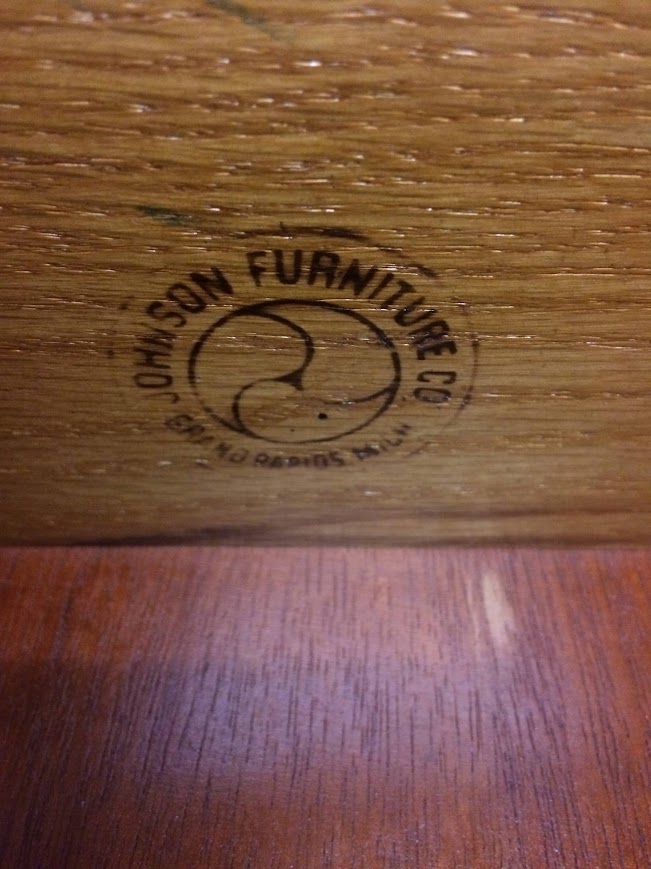 JOHNSON FURNITURE CO
GRAND RAPIDS, MICH